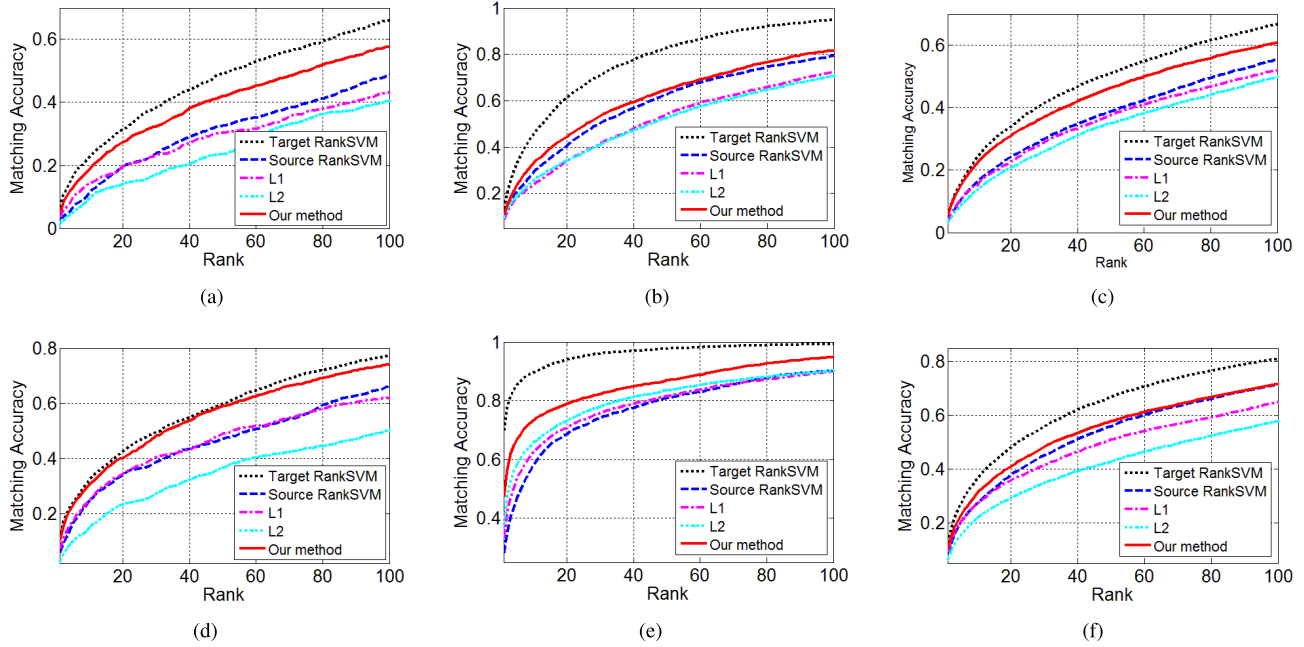 0.6
0.4
0.2
0
Matching Accuracy
20 40 60 80 100
Rank
Target RankSVM
Source RankSVM
L1
L2
Our method
(a)
1
0.8
0.6
0.4
0.2
Matching Accuracy
20 40 60 80 100
Rank
Target RankSVM
Source RankSVM
L1
L2
Our method
(b)
0.6
0.4
0.2
0
Matching Accuracy
20 40 60 80 100
Rank
Target RankSVM
Source RankSVM
L1
L2
Our method
(c)
0.8
0.6
0.4
0.2
Matching Accuracy
20 40 60 80 100
Rank
Target RankSVM
Source RankSVM
L1
L2
Our method
(d)
1
0.8
0.6
0.4
Matching Accuracy
20 40 60 80 100
Rank
Target RankSVM
Source RankSVM
L1
L2
Our method
(e)
0.8
0.6
0.4
0.2
Matching Accuracy
20 40 60 80 100
Rank
Target RankSVM
Source RankSVM
L1
L2
Our method
(f)